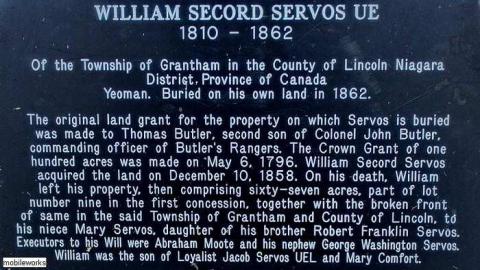 WILLIAM SECORD SERVOS UE
1810 - 1862
Of the Township of Grantham in the County of Lincoln Niagara
District, Province of Canada
Yeoman. Buried on his own land in 1862.
The original land grant for the property on which Servos is buried
was made to Thomas Butler, second son of Colonel John Butler,
commanding officer of Butler's Rangers. The Crown Grant of one
hundred acres was made on May 6, 1796. William Secord Servos
acquired the land on December 10, 1858. On his death, William
left his property, then comprising sixty-seven acres, part of lot
number nine in the first concession, together with the broken front
of same in the said Township of Grantham and County of Lincoln, to
his niece Mary Servos, daughter of his brother Robert Franklin Servos.
Executors to his Will were Abraham Moote and his nephew George Washington Servos.
William was the son of Loyalist Jacob Servos UEL and Mary Comfort.
mobileworks